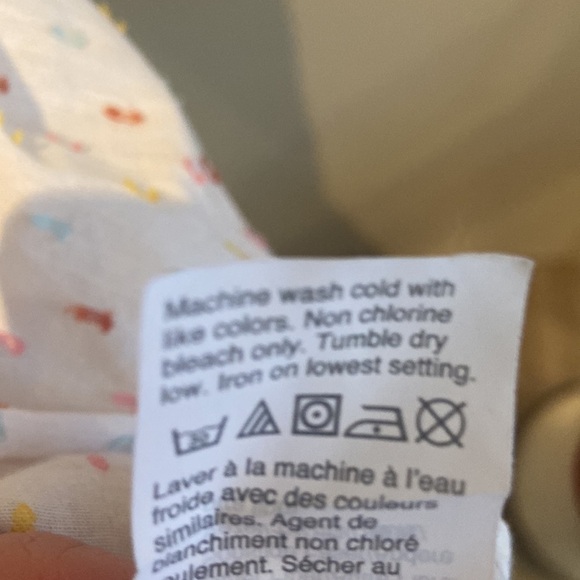 Machine wash cold with
like colors. Non chlorine
bleach only. Tumble dry
low. Iron on lowest setting.
30
Laver à la machine à l'eau
froide avec des couleurs
similaires. Agent de
blanchiment non chloré
Sécher au